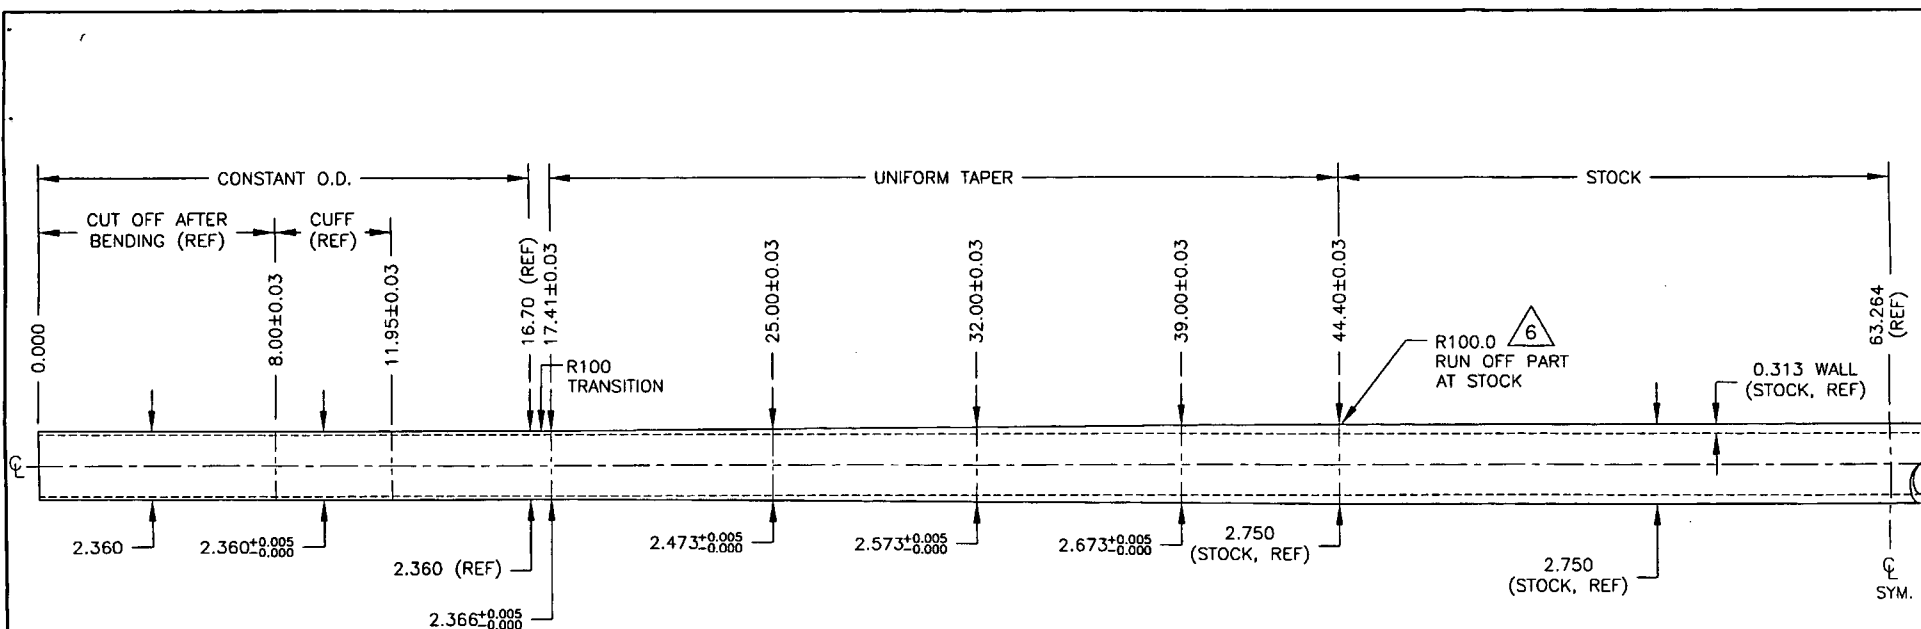 CONSTANT O.D.
UNIFORM TAPER
STOCK
CUT OFF AFTER
BENDING (REF)
CUFF
(REF)
0.000
8.00±0.03
11.95±0.03
16.70 (REF)
17.41±0.03
25.00±0.03
32.00±0.03
39.00±0.03
44.40±0.03
63.264
(REF)
R100
TRANSITION
R100.0 6
RUN OFF PART
AT STOCK
0.313 WALL
(STOCK, REF)
℄
2.360
2.360+0.005
-0.000
2.360 (REF)
2.366+0.005
-0.000
2.473+0.005
-0.000
2.573+0.005
-0.000
2.673+0.005
-0.000
2.750
(STOCK, REF)
2.750
(STOCK, REF)
℄
SYM.